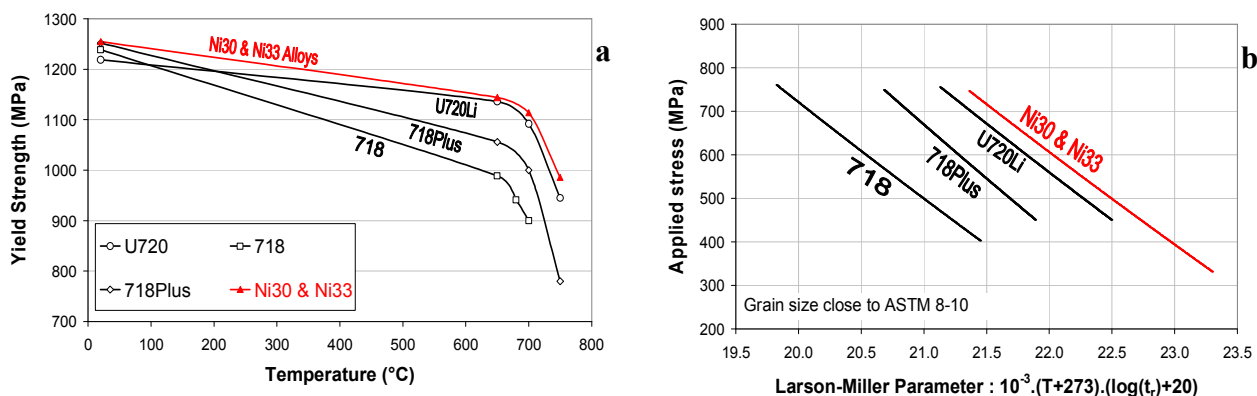 1300
1200
1100
1000
900
800
700
Yield Strength (MPa)
0 100 200 300 400 500 600 700 800
Temperature (°C)
Ni30 & Ni33 Alloys
U720Li
718Plus
718
U720 718
718Plus Ni30 & Ni33
a
900
800
700
600
500
400
300
200
Applied stress (MPa)
19.5 20.0 20.5 21.0 21.5 22.0 22.5 23.0 23.5
Larson-Miller Parameter : 10⁻³.(T+273).(log(tᵣ)+20)
718
718Plus
U720Li
Ni30 & Ni33
Grain size close to ASTM 8-10
b